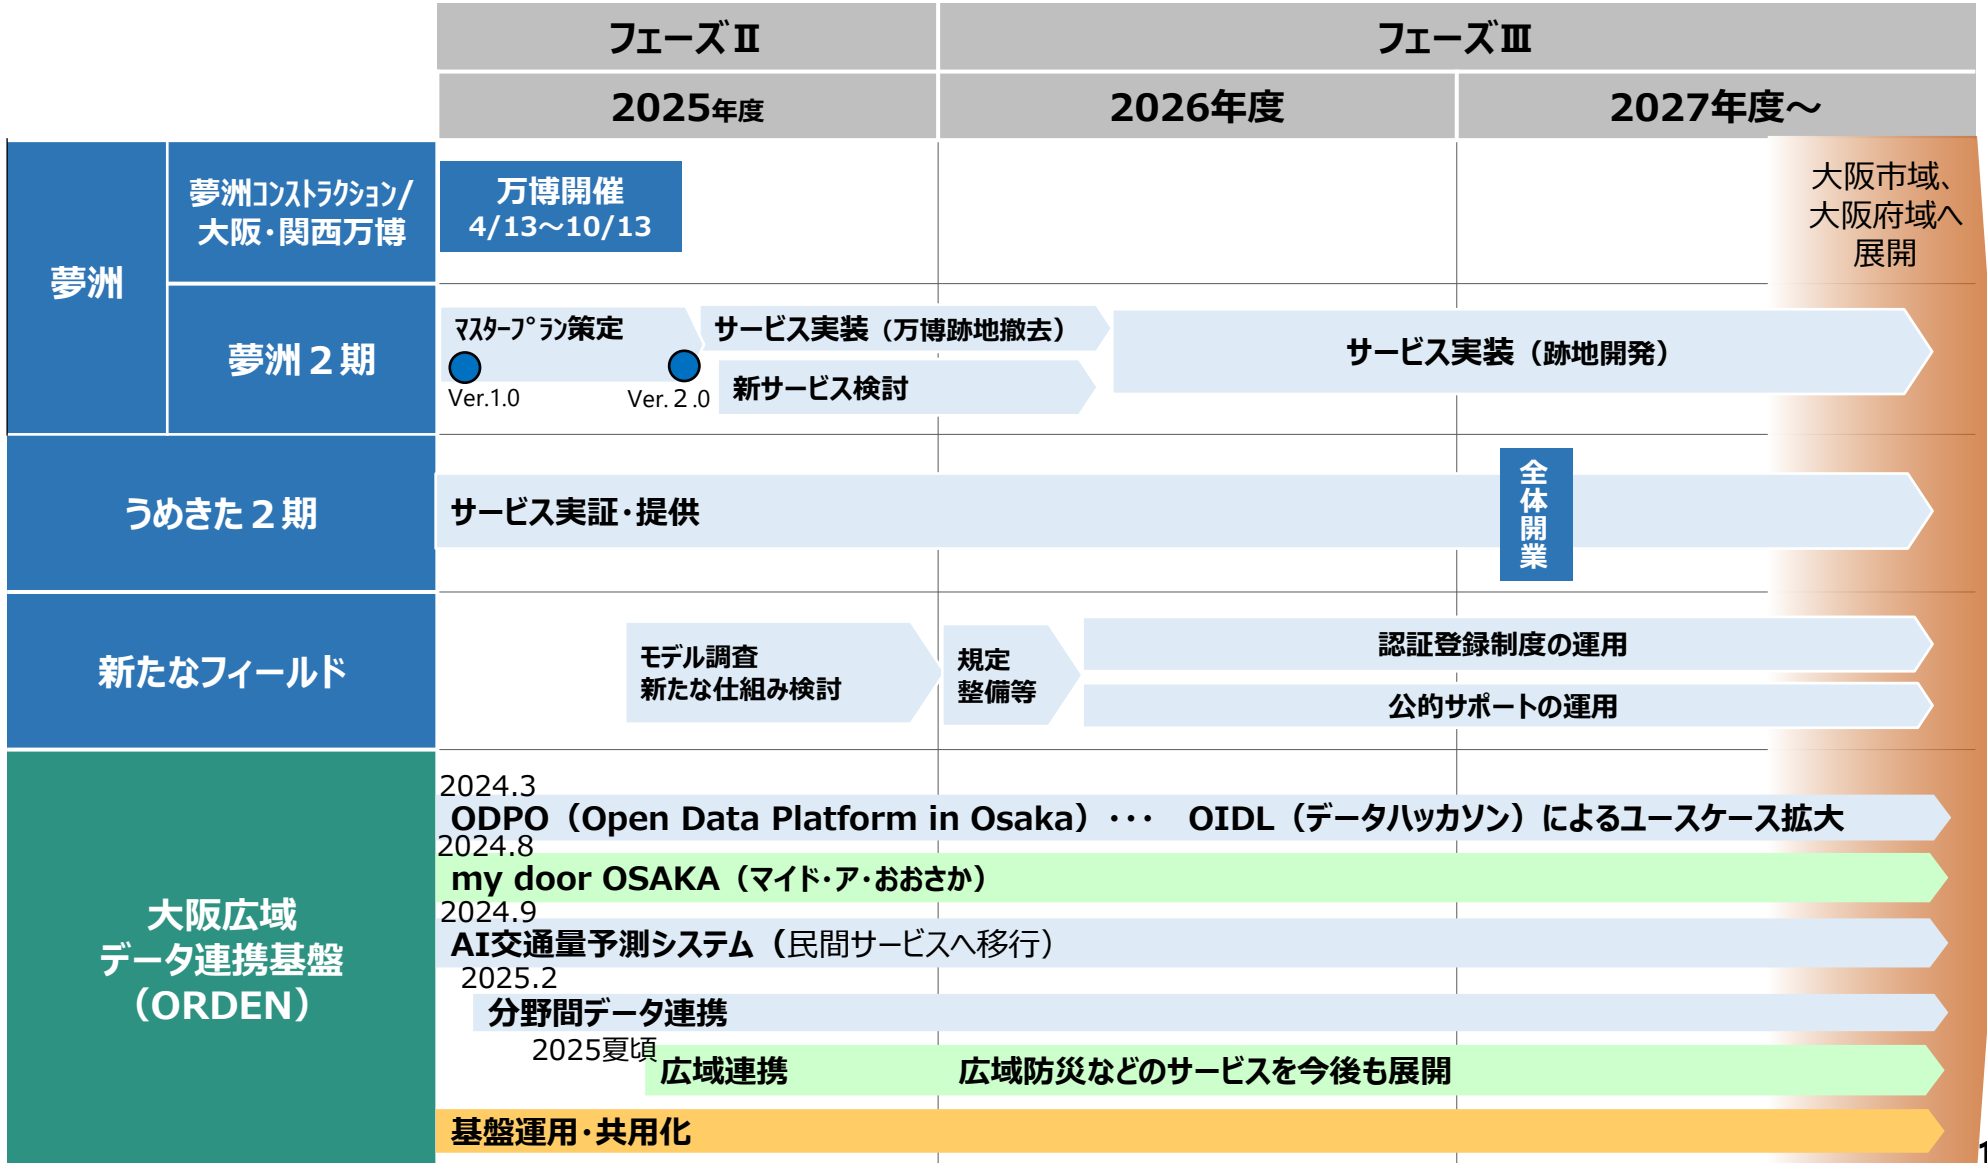 フェーズⅡ
フェーズⅢ
2025年度
2026年度
2027年度～
夢洲
夢洲コンストラクション/
大阪・関西万博
万博開催
4/13～10/13
大阪市域、
大阪府域へ
展開
夢洲２期
マスタープラン策定
Ver.1.0
Ver.２.0
サービス実装（万博跡地撤去）
新サービス検討
サービス実装（跡地開発）
うめきた２期
サービス実証・提供
全体開業
新たなフィールド
モデル調査
新たな仕組み検討
規定
整備等
認証登録制度の運用
公的サポートの運用
大阪広域
データ連携基盤
（ORDEN）
2024.3
ODPO（Open Data Platform in Osaka）・・・　OIDL（データハッカソン）によるユースケース拡大
2024.8
my door OSAKA（マイド・ア・おおさか）
2024.9
AI交通量予測システム（民間サービスへ移行）
2025.2
分野間データ連携
2025夏頃
広域連携　広域防災などのサービスを今後も展開
基盤運用・共用化